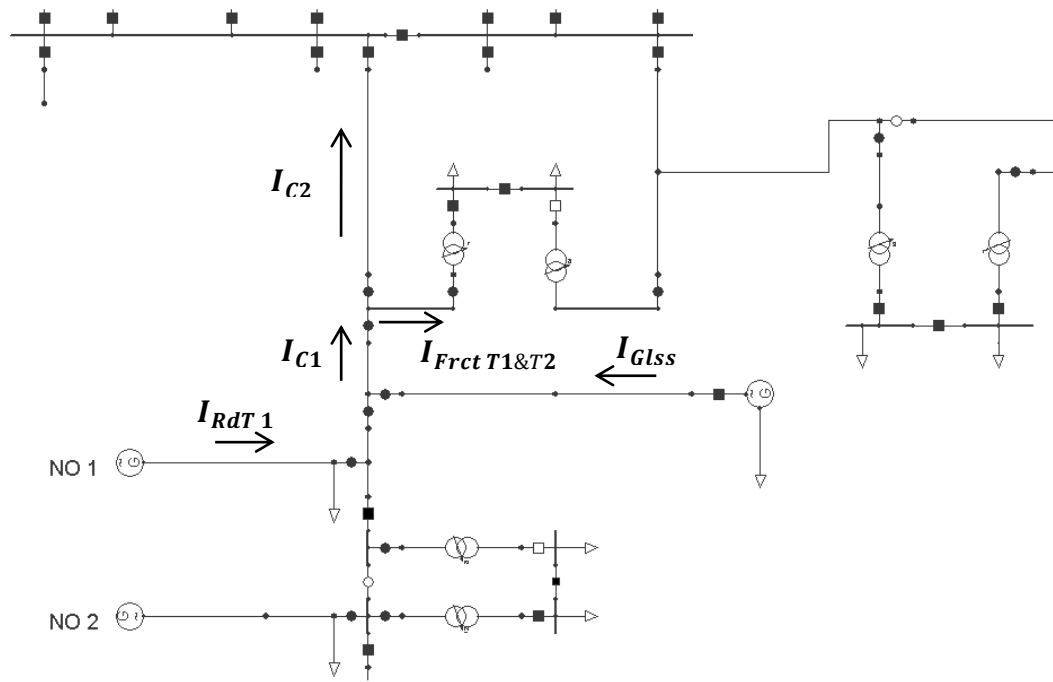 I_C2
I_C1
I_Frct T1&T2
I_Glss
I_RdT 1
G
NO 1
G
NO 2
G